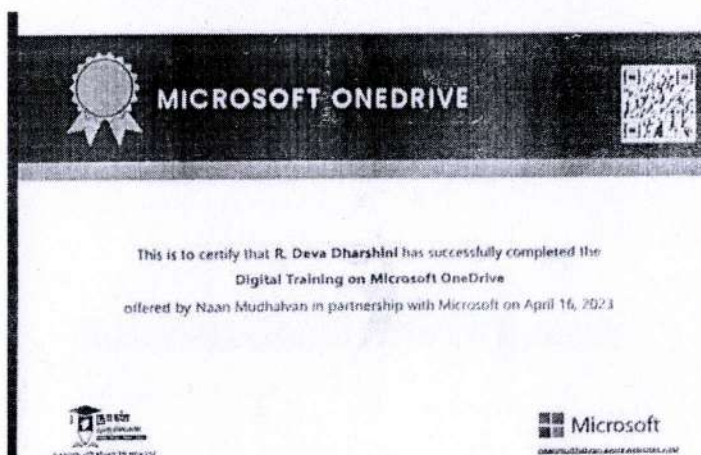 MICROSOFT ONEDRIVE
This is to certify that R. Deva Dharshini has successfully completed the
Digital Training on Microsoft OneDrive
offered by Naan Mudhalvan in partnership with Microsoft on April 16, 2023
நான்
Microsoft